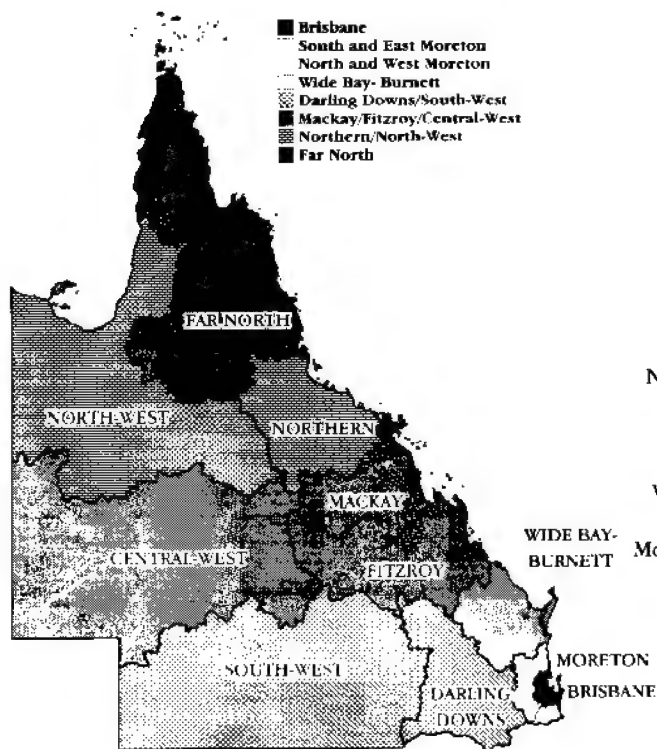 Brisbane
South and East Moreton
North and West Moreton
Wide Bay- Burnett
Darling Downs/South-West
Mackay/Fitzroy/Central-West
Northern/North-West
Far North
FAR NORTH
N
NORTH-WEST
NORTHERN
MACKAY
WIDE BAY-
BURNETT
Mo
CENTRAL-WEST
FITZROY
SOUTH-WEST
MORETON
BRISBANE
DARLING
DOWNS